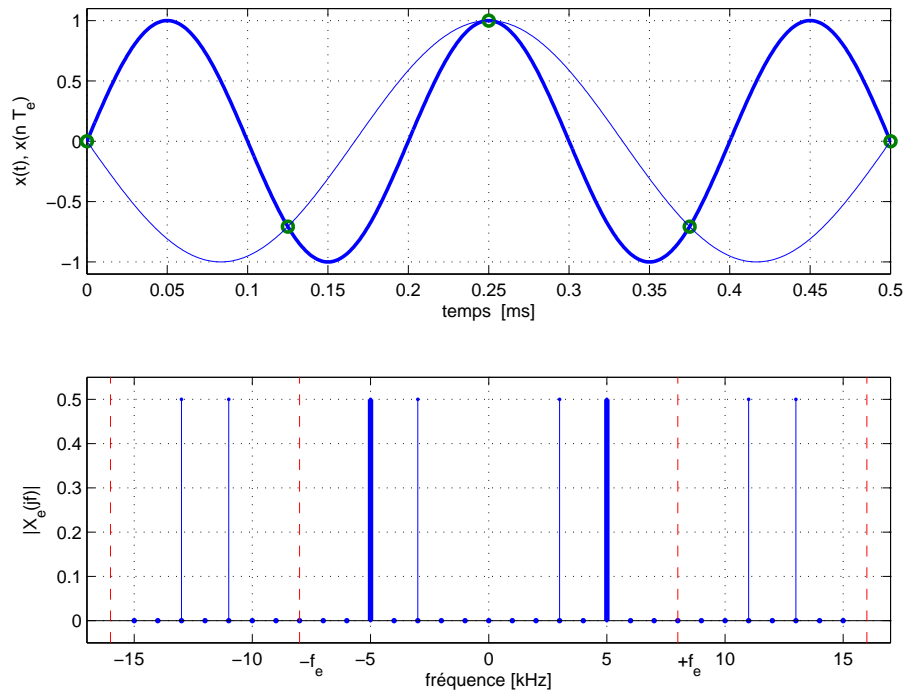 1
0.5
0
−0.5
−1
x(t), x(n T_e)
0 0.05 0.1 0.15 0.2 0.25 0.3 0.35 0.4 0.45 0.5
temps [ms]
0.5
0.4
0.3
0.2
0.1
0
|X_e(jf)|
−15 −10 −f_e −5 0 5 +f_e 10 15
fréquence [kHz]